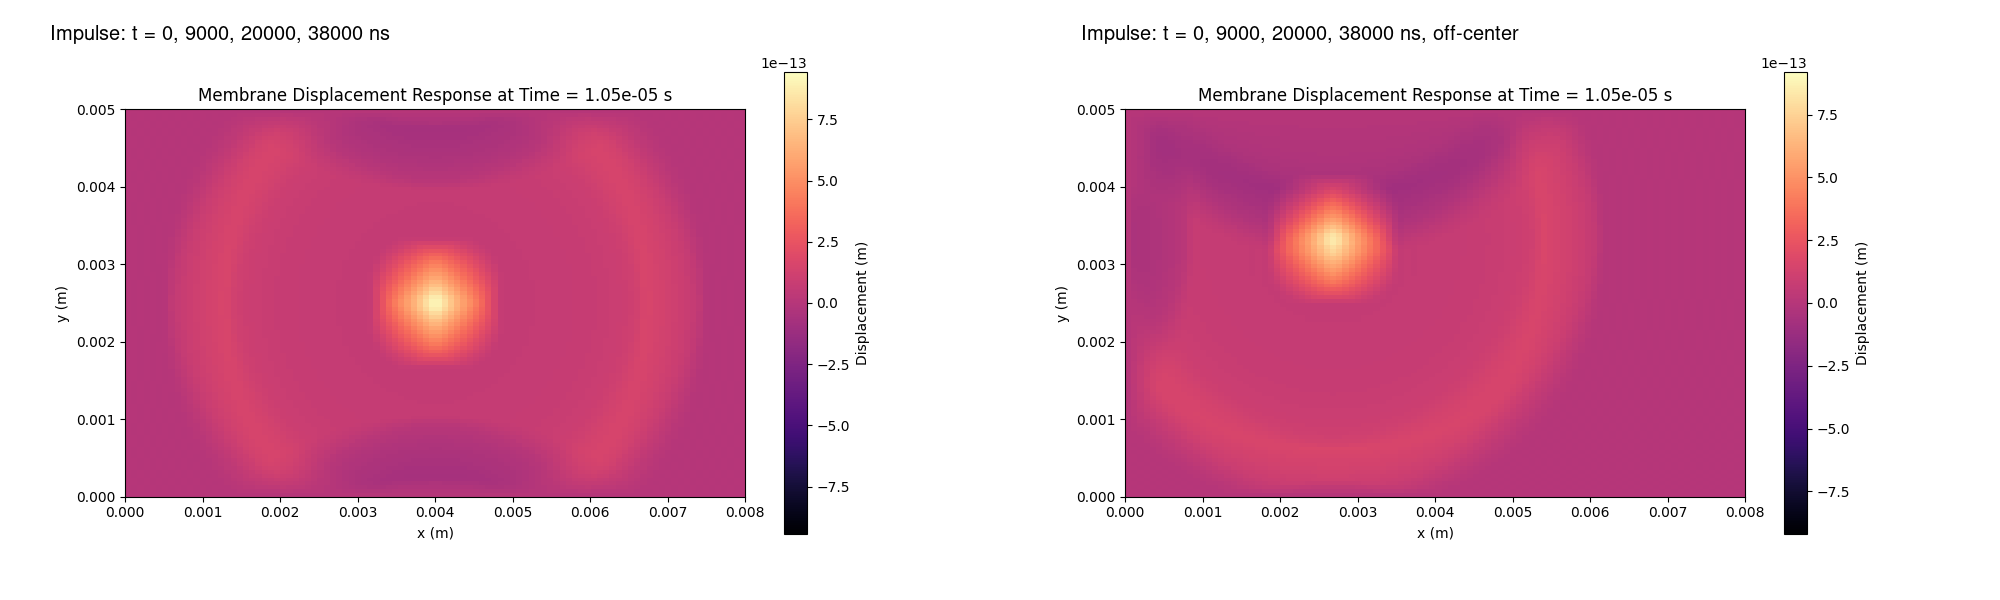 Impulse: t = 0, 9000, 20000, 38000 ns
1e−13
Membrane Displacement Response at Time = 1.05e-05 s
0.005
0.004
0.003
0.002
0.001
0.000
y (m)
0.000 0.001 0.002 0.003 0.004 0.005 0.006 0.007 0.008
x (m)
7.5
5.0
2.5
0.0
−2.5
−5.0
−7.5
Displacement (m)
Impulse: t = 0, 9000, 20000, 38000 ns, off-center
1e−13
Membrane Displacement Response at Time = 1.05e-05 s
0.005
0.004
0.003
0.002
0.001
0.000
y (m)
0.000 0.001 0.002 0.003 0.004 0.005 0.006 0.007 0.008
x (m)
7.5
5.0
2.5
0.0
−2.5
−5.0
−7.5
Displacement (m)